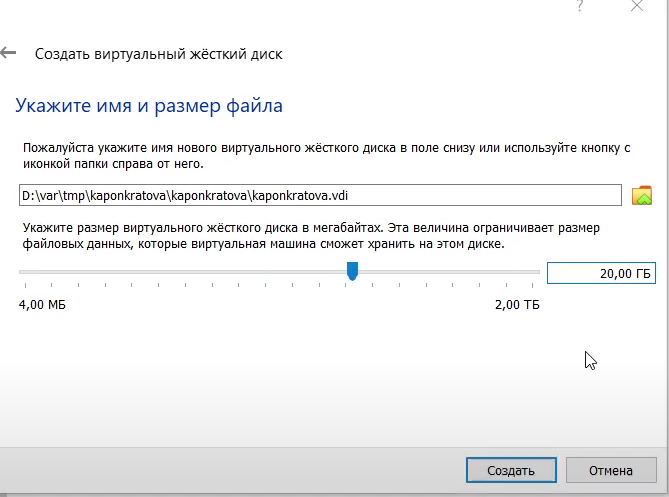 ?
Создать виртуальный жёсткий диск
Укажите имя и размер файла
Пожалуйста укажите имя нового виртуального жёсткого диска в поле снизу или используйте кнопку с
иконкой папки справа от него.
D:\var\tmp\kaponkratova\kaponkratova\kaponkratova.vdi
Укажите размер виртуального жёсткого диска в мегабайтах. Эта величина ограничивает размер
файловых данных, которые виртуальная машина сможет хранить на этом диске.
20,00 ГБ
4,00 МБ 2,00 ТБ
Создать Отмена